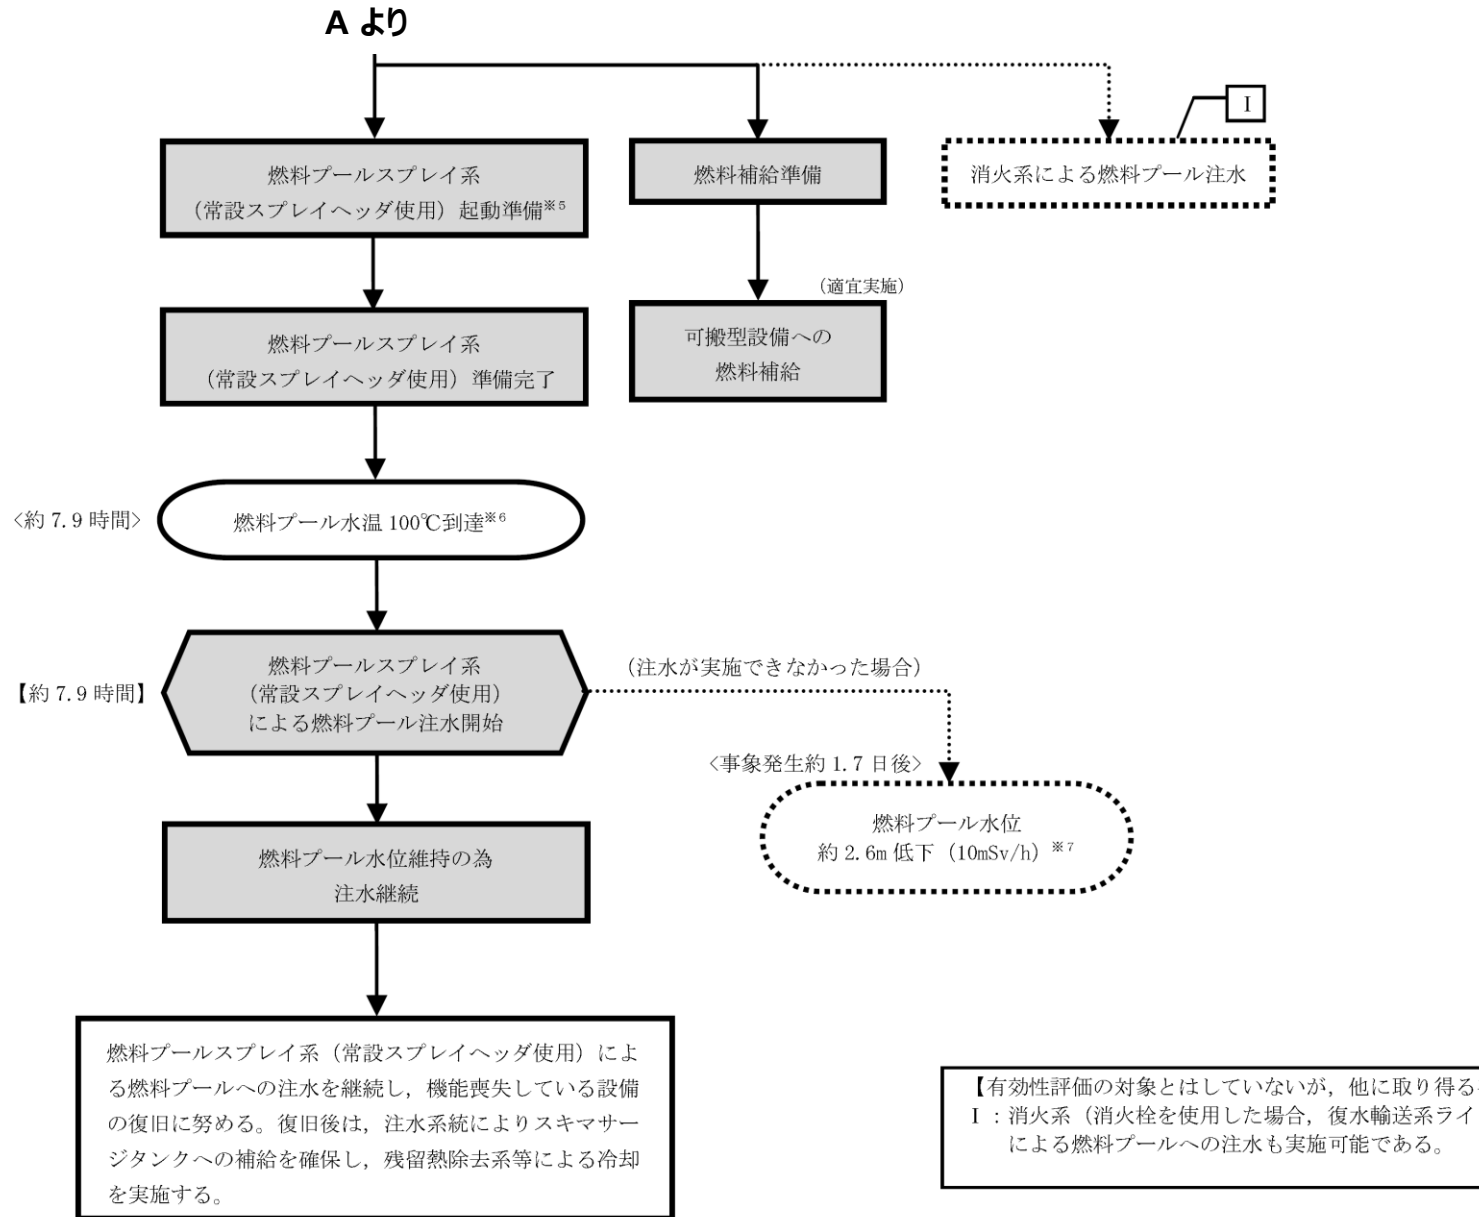 A より
I
燃料プールスプレイ系
（常設スプレイヘッダ使用）起動準備※5
燃料補給準備
消火系による燃料プール注水
（適宜実施）
燃料プールスプレイ系
（常設スプレイヘッダ使用）準備完了
可搬型設備への
燃料補給
〈約 7.9 時間〉
燃料プール水温 100℃到達※6
【約 7.9 時間】
燃料プールスプレイ系
（常設スプレイヘッダ使用）
による燃料プール注水開始
（注水が実施できなかった場合）
〈事象発生約 1.7 日後〉
燃料プール水位
約 2.6m 低下（10mSv/h）※7
燃料プール水位維持の為
注水継続
燃料プールスプレイ系（常設スプレイヘッダ使用）によ
る燃料プールへの注水を継続し，機能喪失している設備
の復旧に努める。復旧後は，注水系統によりスキマサー
ジタンクへの補給を確保し，残留熱除去系等による冷却
を実施する。
【有効性評価の対象とはしていないが，他に取り得る
I：消火系（消火栓を使用した場合，復水輸送系ライ
による燃料プールへの注水も実施可能である。